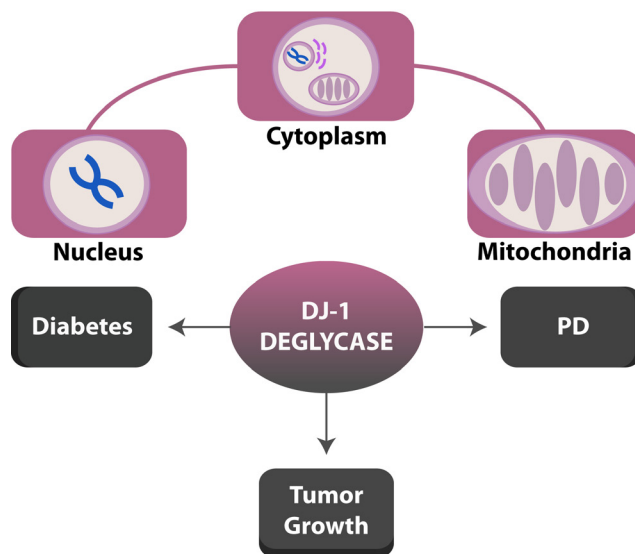 Cytoplasm
Nucleus
Mitochondria
Diabetes
DJ-1
DEGLYCASE
PD
Tumor
Growth